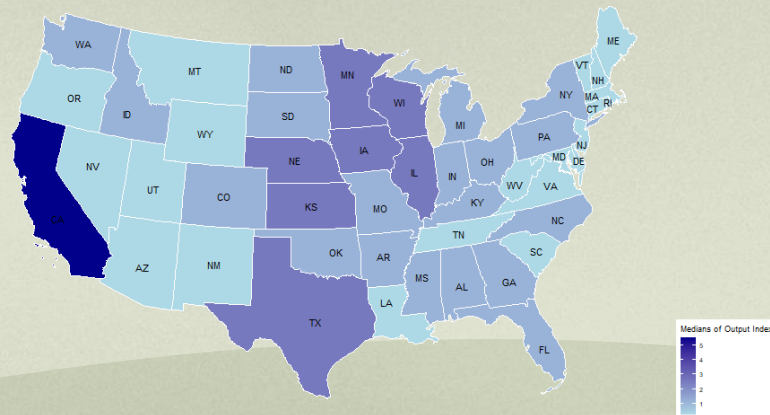 WA
MT
ND
MN
ME
VT
NH
OR
ID
SD
WI
NY
MA
RI
CT
WY
MI
PA
NJ
NE
IA
OH
MD
DE
NV
UT
CO
IL
IN
WV
VA
CA
KS
MO
KY
NC
AZ
NM
OK
AR
TN
SC
MS
AL
GA
LA
TX
FL
Medians of Output Index
5
4
3
2
1